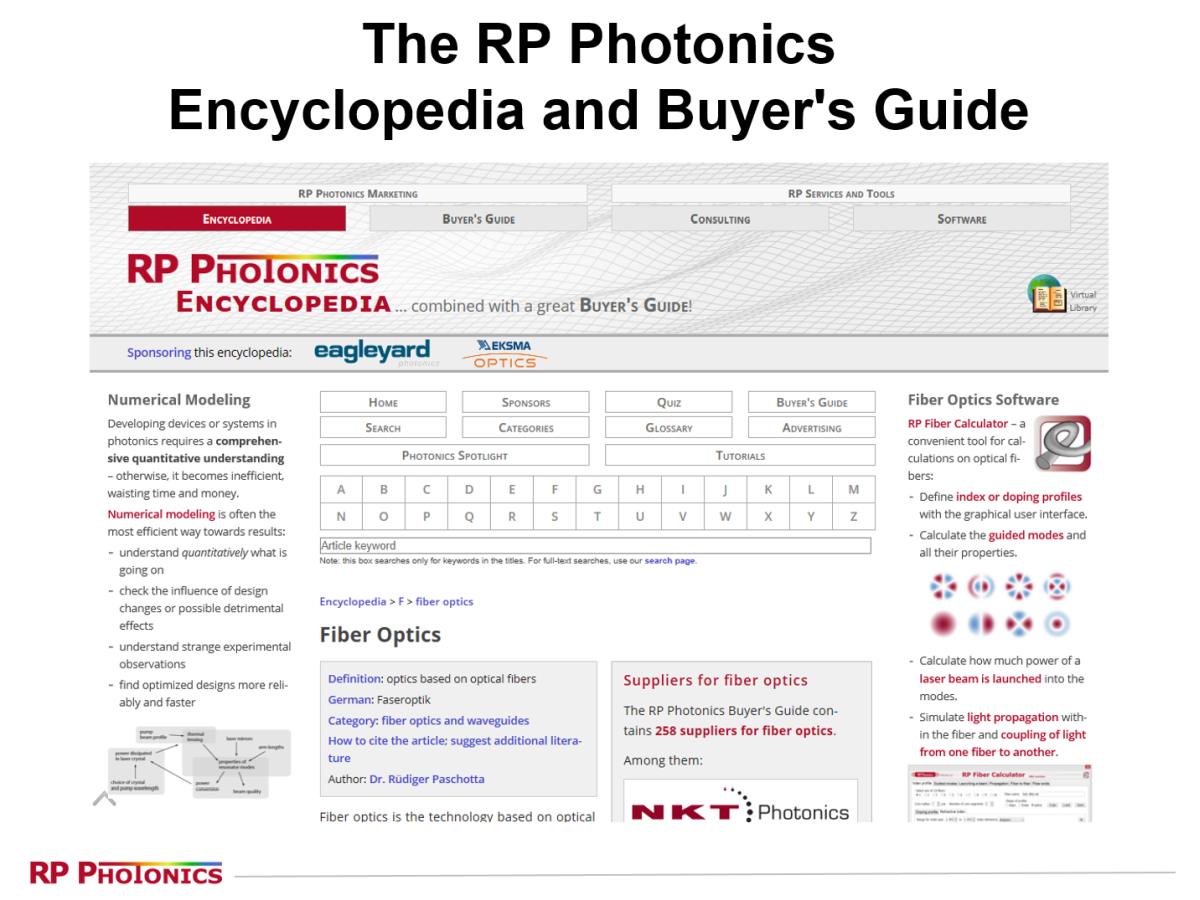 The RP Photonics
Encyclopedia and Buyer's Guide
RP Photonics Marketing
RP Services and Tools
Encyclopedia
Buyer's Guide
Consulting
Software
RP Photonics
Encyclopedia ... combined with a great Buyer's Guide!
Virtual
Library
Sponsoring this encyclopedia:
eagleyard
photonics
EKSMA
OPTICS
Numerical Modeling
Developing devices or systems in
photonics requires a comprehen-
sive quantitative understanding
– otherwise, it becomes inefficient,
waisting time and money.
Numerical modeling is often the
most efficient way towards results:
– understand quantitatively what is
going on
– check the influence of design
changes or possible detrimental
effects
– understand strange experimental
observations
– find optimized designs more reli-
ably and faster
pump
beam profile
thermal
lensing
laser mirrors
arm lengths
power dissipated
in laser crystal
properties of
resonator modes
choice of crystal
and pump wavelength
power
conversion
beam quality
Home
Sponsors
Quiz
Buyer's Guide
Search
Categories
Glossary
Advertising
Photonics Spotlight
Tutorials
A B C D E F G H I J K L M
N O P Q R S T U V W X Y Z
Article keyword
Note: this box searches only for keywords in the titles. For full-text searches, use our search page.
Encyclopedia > F > fiber optics
Fiber Optics
Definition: optics based on optical fibers
German: Faseroptik
Category: fiber optics and waveguides
How to cite the article; suggest additional litera-
ture
Author: Dr. Rüdiger Paschotta
Fiber optics is the technology based on optical
Suppliers for fiber optics
The RP Photonics Buyer's Guide con-
tains 258 suppliers for fiber optics.
Among them:
NKT Photonics
Fiber Optics Software
RP Fiber Calculator – a
convenient tool for cal-
culations on optical fi-
bers:
- Define index or doping profiles
with the graphical user interface.
- Calculate the guided modes and
all their properties.
- Calculate how much power of a
laser beam is launched into the
modes.
- Simulate light propagation with-
in the fiber and coupling of light
from one fiber to another.
RP Fiber Calculator
RP Photonics